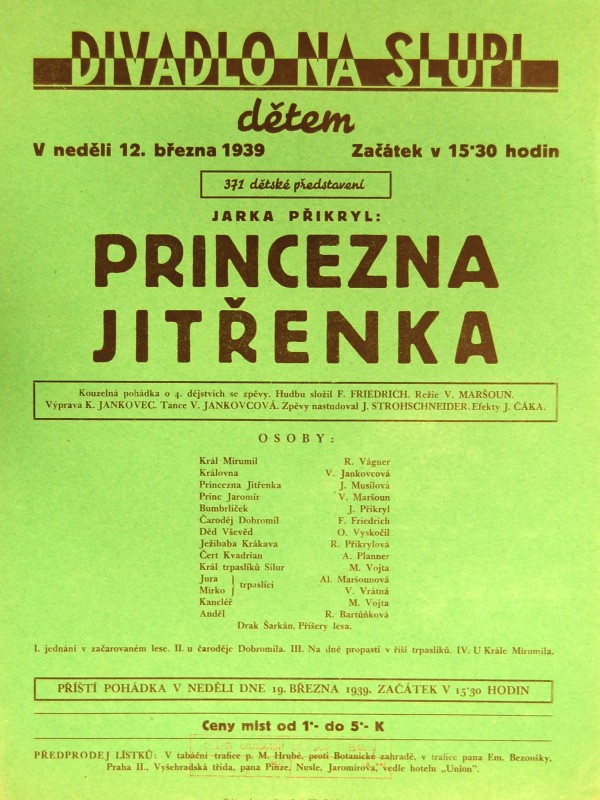 DIVADLO NA SLUPI
dětem
V neděli 12. března 1939 Začátek v 15·30 hodin
371 dětské představení
JARKA PŘIKRYL:
PRINCEZNA
JITŘENKA
Kouzelná pohádka o 4. dějstvích se zpěvy. Hudbu složil F. FRIEDRICH. Režie V. MARŠOUN.
Výprava K. JANKOVEC. Tance V. JANKOVCOVÁ. Zpěvy nastudoval J. STROHSCHNEIDER. Efekty J. ČÁKA.
OSOBY:
Král Mirumil R. Vágner
Královna V. Jankovcová
Princezna Jitřenka J. Musilová
Princ Jaromír V. Maršoun
Bumbrlíček J. Přikryl
Čaroděj Dobromil F. Friedrich
Děd Vševěd O. Vyskočil
Ježibaba Krákava R. Přikrylová
Čert Kvadrian A. Planner
Král trpaslíků Silur M. Vojta
Jura } trpaslíci Al. Maršounová
Mirko V. Vrátná
Kancléř M. Vojta
Anděl R. Bartůňková
Drak Šarkán, Příšery lesa.
I. jednání v začarovaném lese. II. u čaroděje Dobromila. III. Na dně propasti v říši trpaslíků. IV. U Krále Mirumila.
PŘÍŠTÍ POHÁDKA V NEDĚLI DNE 19. BŘEZNA 1939. ZAČÁTEK V 15·30 HODIN
Ceny míst od 1·- do 5·- K
PŘEDPRODEJ LÍSTKŮ: V tabáční trafice p. M. Hrubé, proti Botanické zahradě, v trafice pana Em. Bezoušky,
Praha II., Vyšehradská třída, pana Pinze, Nusle, Jaromírova, vedle hotelu „Union".